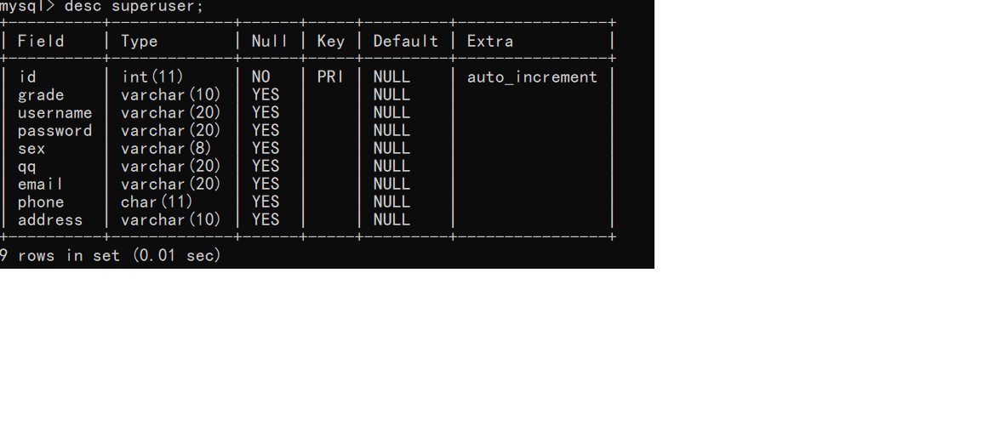 mysql> desc superuser;
+----------+-------------+------+-----+---------+----------------+
| Field | Type | Null | Key | Default | Extra |
+----------+-------------+------+-----+---------+----------------+
| id | int(11) | NO | PRI | NULL | auto_increment |
| grade | varchar(10) | YES | | NULL | |
| username | varchar(20) | YES | | NULL | |
| password | varchar(20) | YES | | NULL | |
| sex | varchar(8) | YES | | NULL | |
| qq | varchar(20) | YES | | NULL | |
| email | varchar(20) | YES | | NULL | |
| phone | char(11) | YES | | NULL | |
| address | varchar(10) | YES | | NULL | |
+----------+-------------+------+-----+---------+----------------+
9 rows in set (0.01 sec)